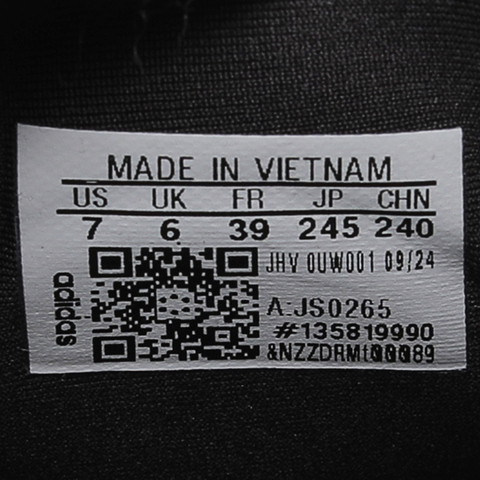 MADE IN VIETNAM
US UK FR JP CHN
7 6 39 245 240
JHV 0UW001 09/24
A:JS0265
#135819990
adidas